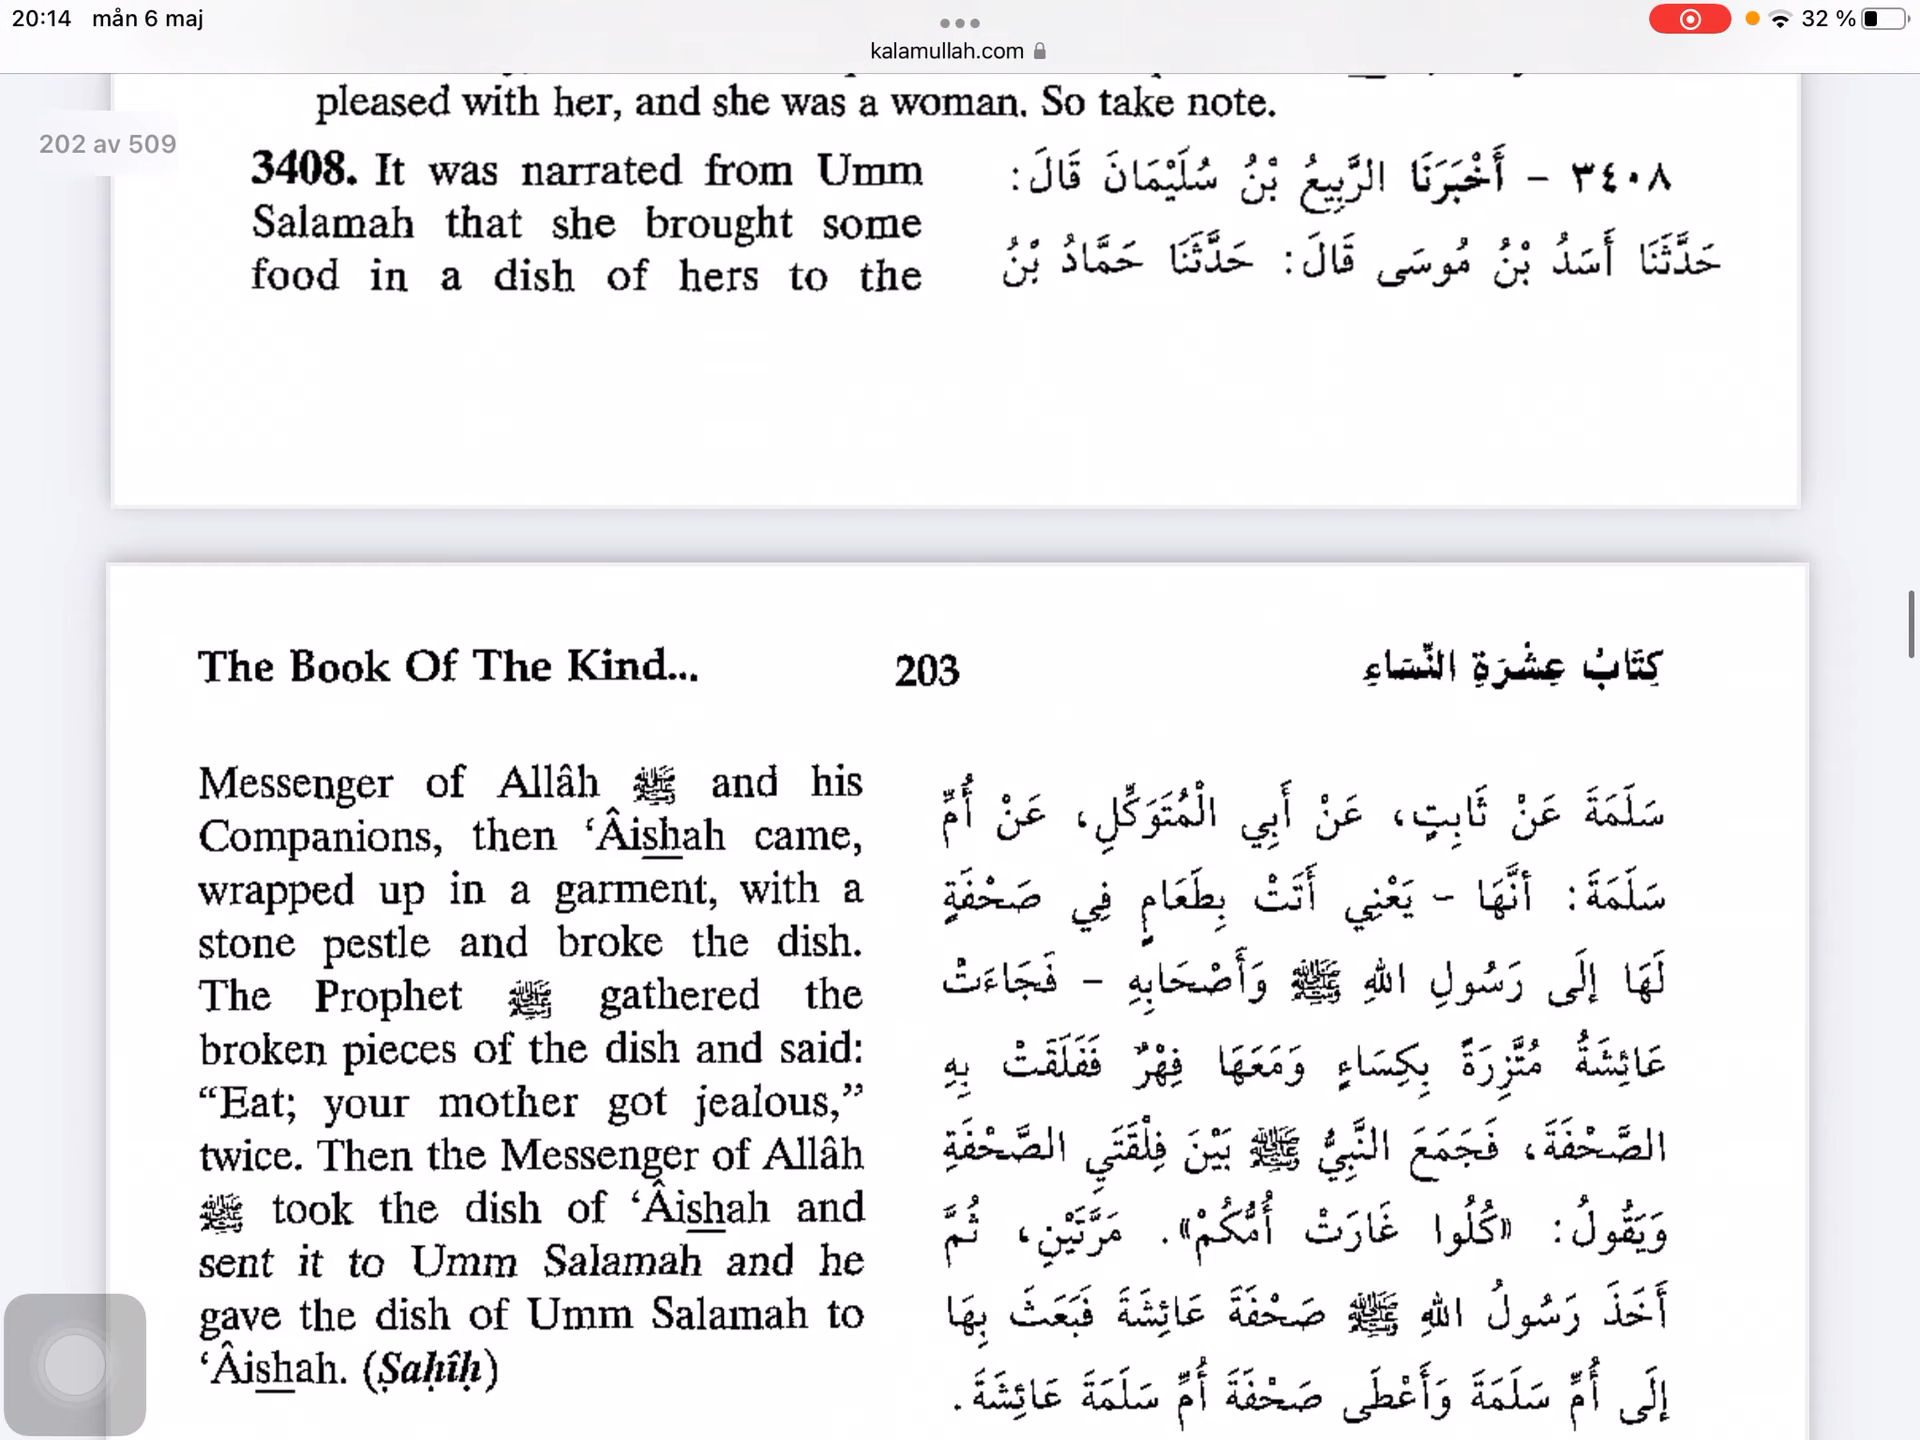 20:14 mån 6 maj
kalamullah.com
32 %
pleased with her, and she was a woman. So take note.
202 av 509
3408. It was narrated from Umm
Salamah that she brought some
food in a dish of hers to the
٣٤٠٨ - أَخْبَرَنَا الرَّبِيعُ بْنُ سُلَيْمَانَ قَالَ:
حَدَّثَنَا أَسَدُ بْنُ مُوسَى قَالَ: حَدَّثَنَا حَمَّادُ بْنُ
The Book Of The Kind...
203
كِتَابُ عِشْرَةِ النِّسَاءِ
Messenger of Allâh ﷺ and his
Companions, then ‘Âishah came,
wrapped up in a garment, with a
stone pestle and broke the dish.
The Prophet ﷺ gathered the
broken pieces of the dish and said:
“Eat; your mother got jealous,”
twice. Then the Messenger of Allâh
ﷺ took the dish of ‘Âishah and
sent it to Umm Salamah and he
gave the dish of Umm Salamah to
‘Âishah. (Ṣaḥîḥ)
سَلَمَةَ عَنْ ثَابِتٍ، عَنْ أَبِي الْمُتَوَكِّلِ، عَنْ أُمِّ
سَلَمَةَ: أنَّهَا - يَعْنِي أَتَتْ بِطَعَامٍ فِي صَحْفَةٍ
لَهَا إِلَى رَسُولِ اللهِ ﷺ وَأَصْحَابِهِ - فَجَاءَتْ
عَائِشَةُ مُتَّزِرَةً بِكِسَاءٍ وَمَعَهَا فِهْرٌ فَفَلَقَتْ بِهِ
الصَّحْفَةَ، فَجَمَعَ النَّبِيُّ ﷺ بَيْنَ فِلْقَتَيِ الصَّحْفَةِ
وَيَقُولُ: «كُلُوا غَارَتْ أُمُّكُمْ». مَرَّتَيْنِ، ثُمَّ
أَخَذَ رَسُولُ اللهِ ﷺ صَحْفَةَ عَائِشَةَ فَبَعَثَ بِهَا
إِلَى أُمِّ سَلَمَةَ وَأَعْطَى صَحْفَةَ أُمِّ سَلَمَةَ عَائِشَةَ.